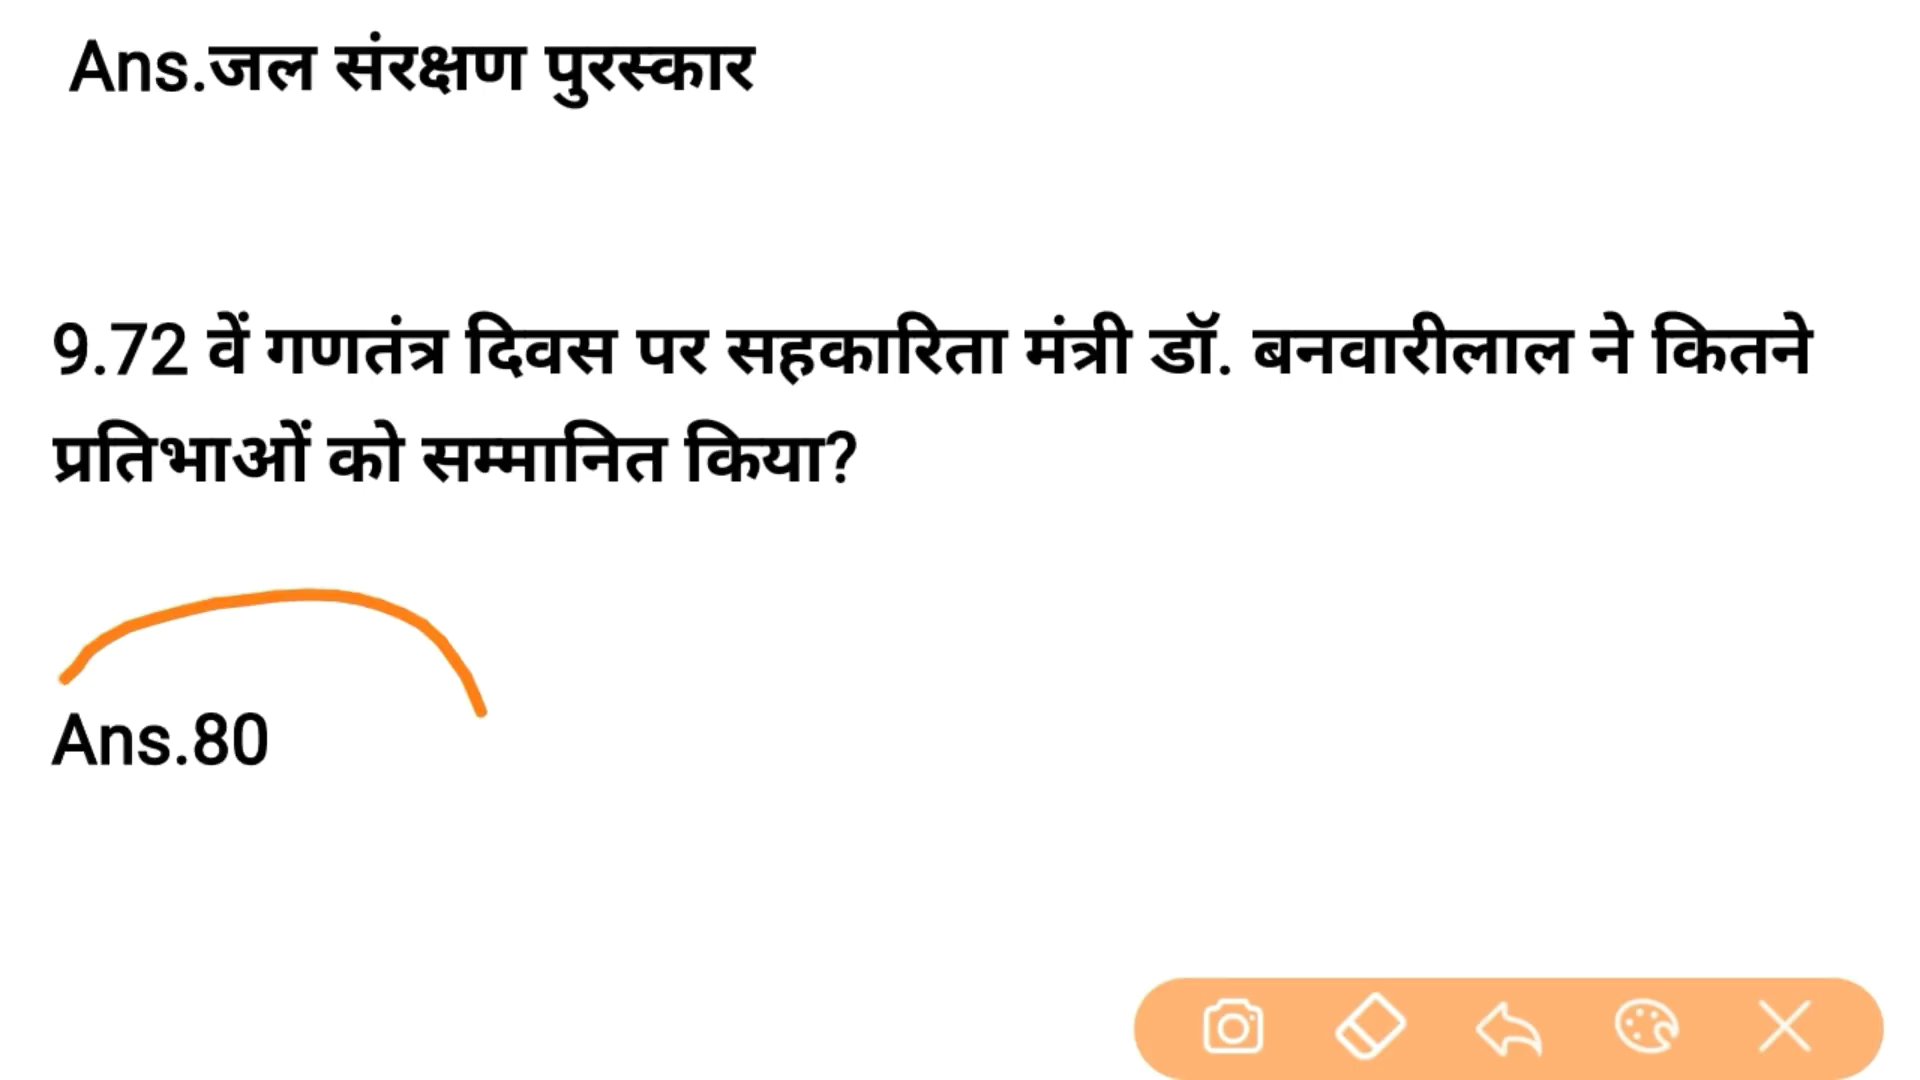 Ans.जल संरक्षण पुरस्कार
9.72 वें गणतंत्र दिवस पर सहकारिता मंत्री डॉ. बनवारीलाल ने कितने
प्रतिभाओं को सम्मानित किया?
Ans.80